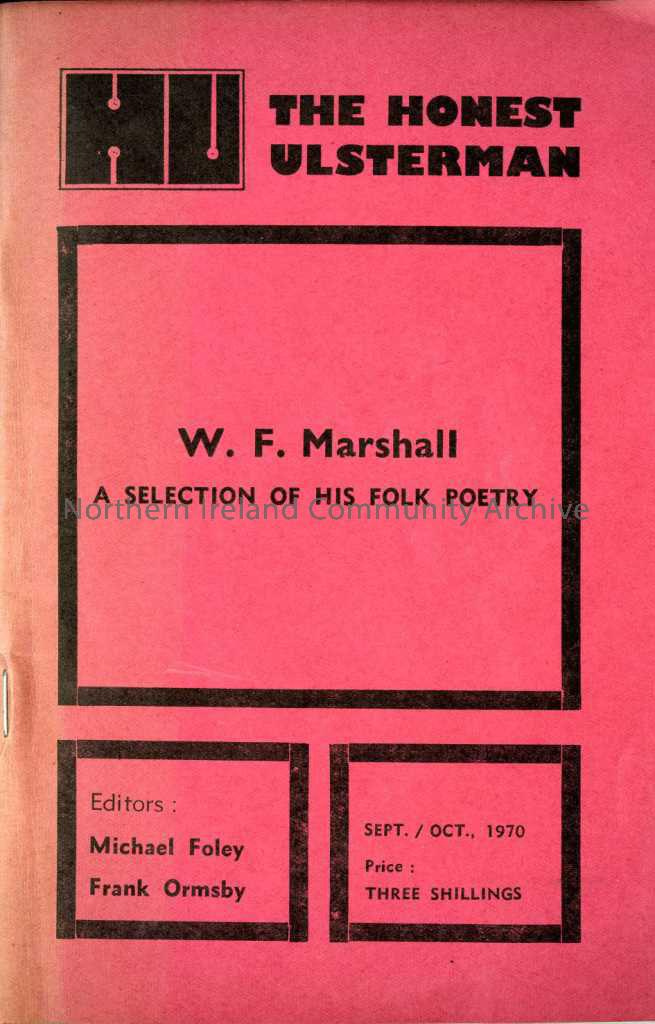 HU
THE HONEST
ULSTERMAN
W. F. Marshall
A SELECTION OF HIS FOLK POETRY
Northern Ireland Community Archive
Editors :
Michael Foley
Frank Ormsby
SEPT. / OCT., 1970
Price :
THREE SHILLINGS